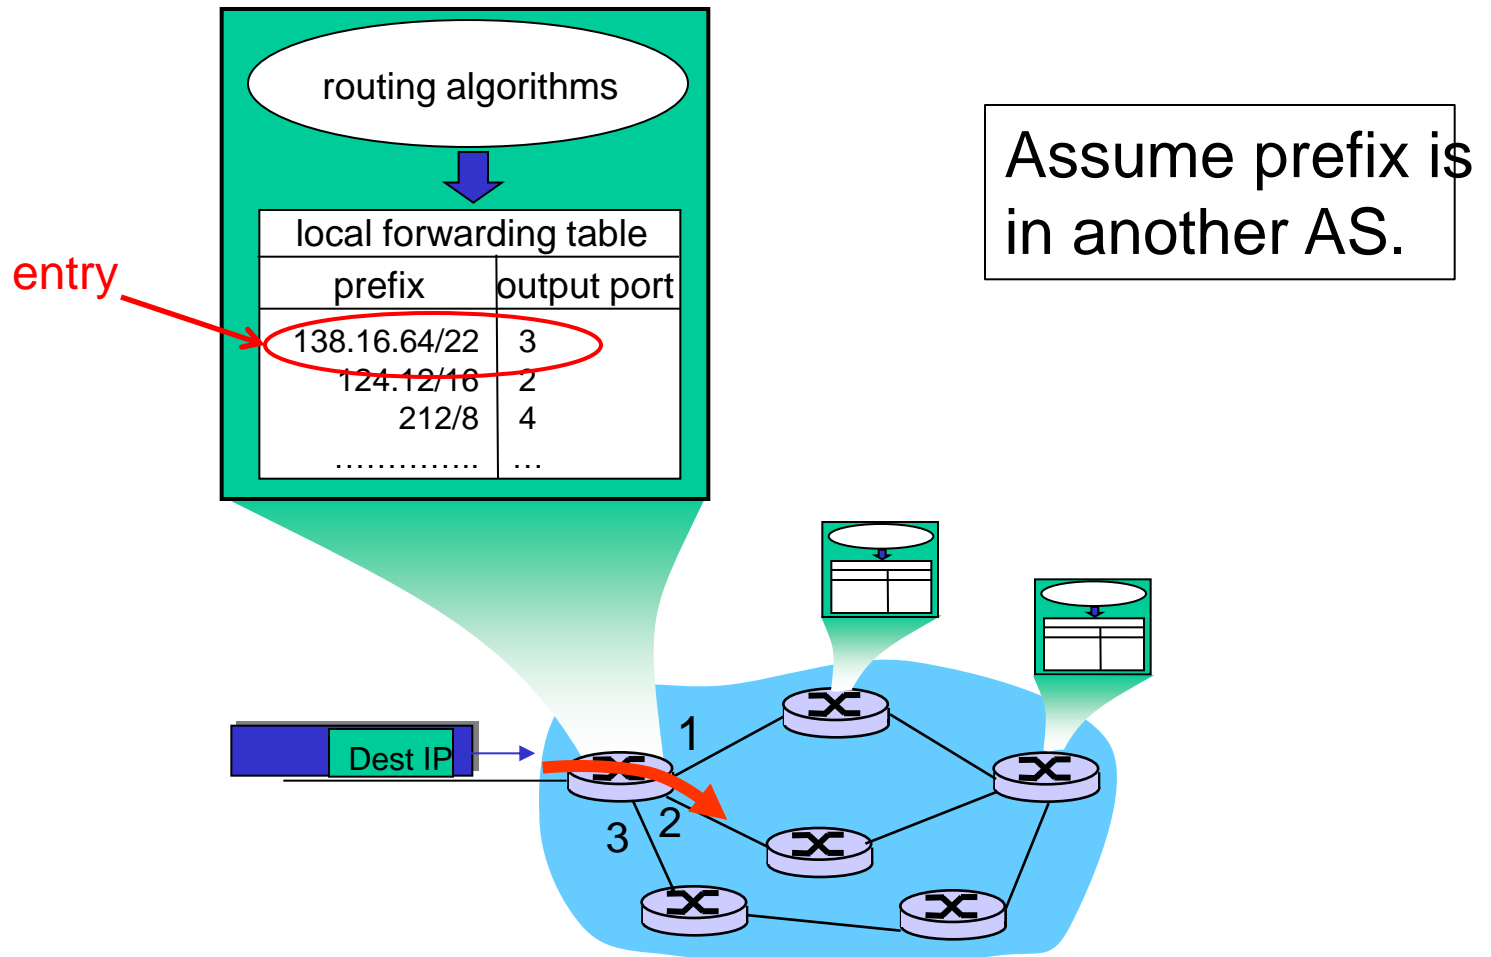 routing algorithms
Assume prefix is
in another AS.
local forwarding table
entry
prefix output port
138.16.64/22 3
124.12/16 2
212/8 4
………….. …
1
Dest IP
2
3